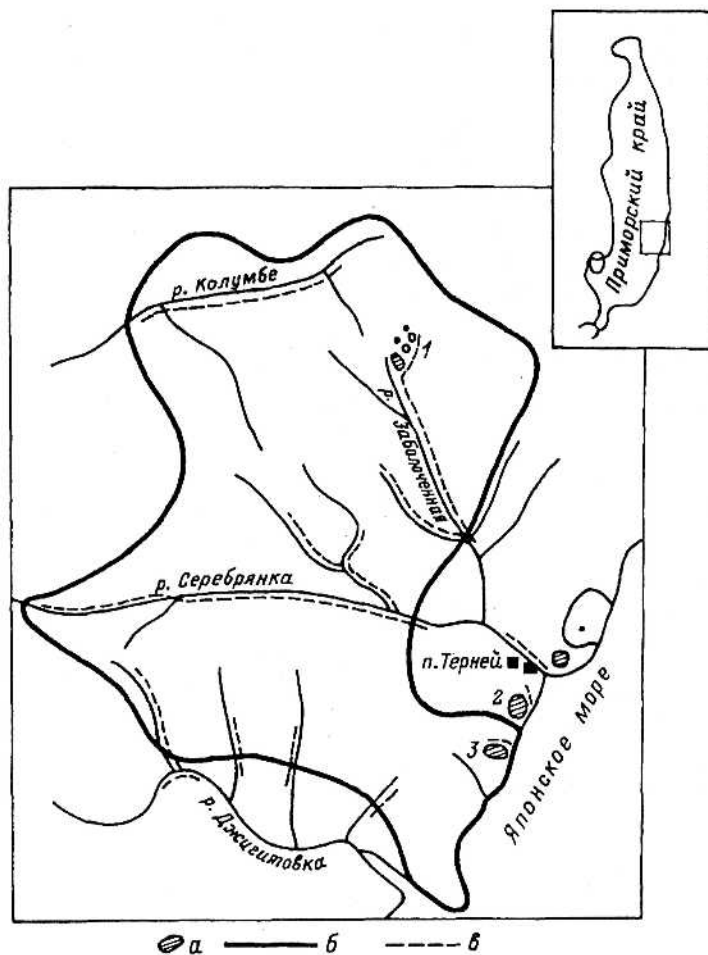 Приморский край
р. Колумбе
1
р. Заболоченная
р. Серебрянка
п. Терней
2
3
Японское море
р. Джигитовка
а б в